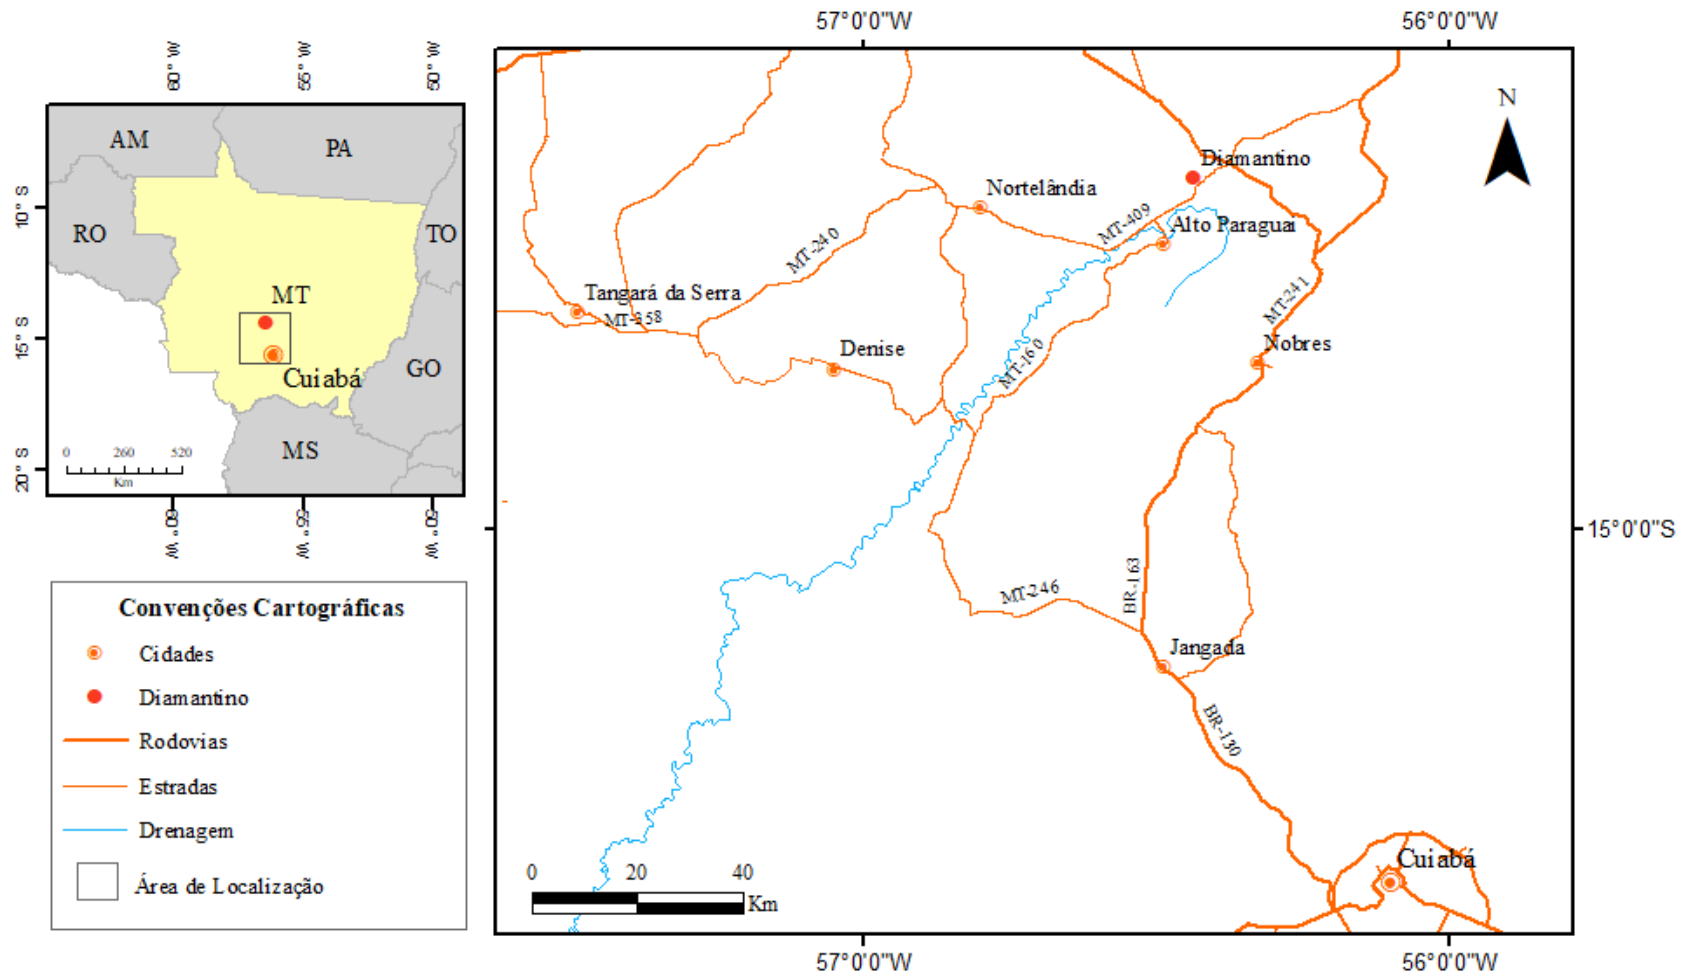 60° W
55° W
50° W
10° S
15° S
20° S
AM
PA
RO
TO
MT
Cuiabá
GO
MS
0 260 520
Km
60° W
55° W
50° W
Convenções Cartográficas
Cidades
Diamantino
Rodovias
Estradas
Drenagem
Área de Localização
57°0'0"W
56°0'0"W
N
Diamantino
Nortelândia
MT-409
Alto Paraguai
MT-240
Tangará da Serra
MT-358
MT-241
Denise
MT-160
Nobres
15°0'0"S
MT-246
BR-163
Jangada
BR-130
Cuiabá
0 20 40
Km
57°0'0"W
56°0'0"W